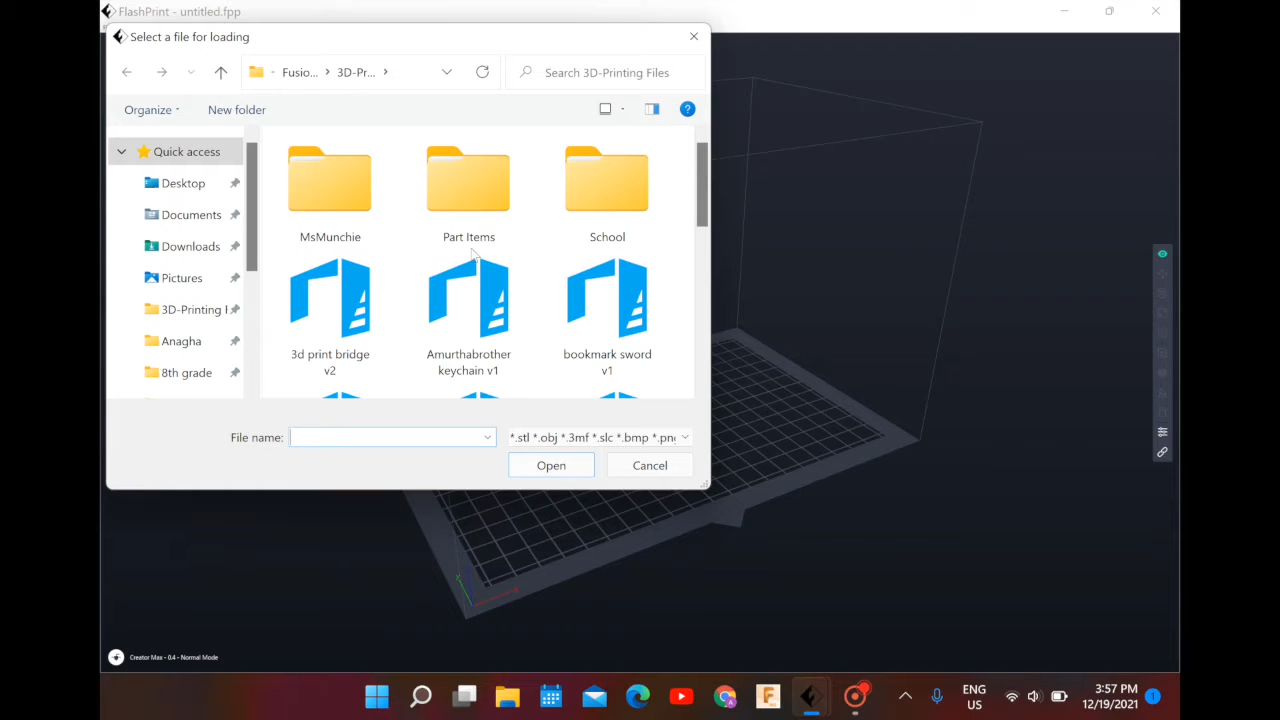 FlashPrint - untitled.fpp
Select a file for loading
Fusio... 3D-Pr...
Search 3D-Printing Files
Organize
New folder
Quick access
Desktop
Documents
Downloads
Pictures
3D-Printing
Anagha
8th grade
MsMunchie
Part Items
School
3d print bridge
v2
Amurthabrother
keychain v1
bookmark sword
v1
File name:
*.stl *.obj *.3mf *.slc *.bmp *.pn
Open
Cancel
Creator Max - 0.4 - Normal Mode
ENG
US
3:57 PM
12/19/2021
1